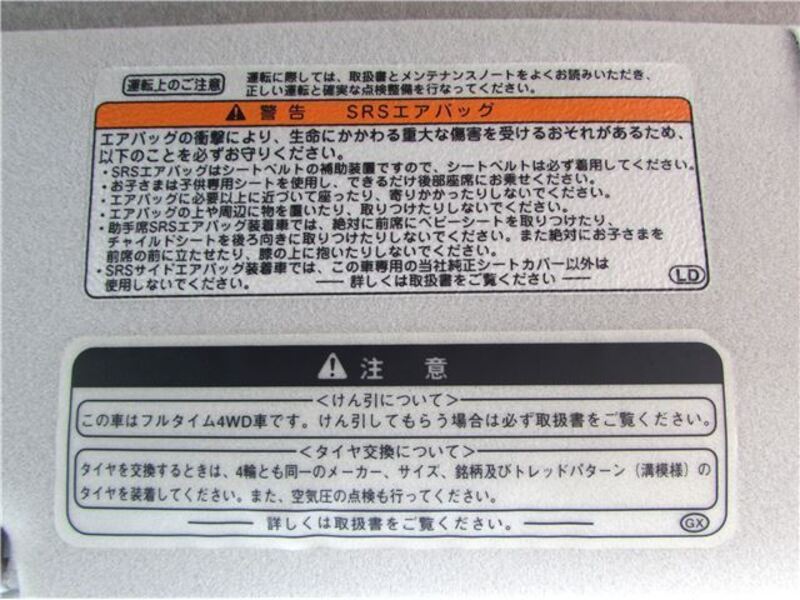 運転上のご注意
運転に際しては、取扱書とメンテナンスノートをよくお読みいただき、
正しい運転と確実な点検整備を行なってください。
警告 SRSエアバッグ
エアバッグの衝撃により、生命にかかわる重大な傷害を受けるおそれがあるため、
以下のことを必ずお守りください。
・SRSエアバッグはシートベルトの補助装置ですので、シートベルトは必ず着用してください。
・お子さまは子供専用シートを使用し、できるだけ後部座席にお乗せください。
・エアバッグに必要以上に近づいて座ったり、寄りかかったりしないでください。
・エアバッグの上や周辺に物を置いたり、取りつけたりしないでください。
・助手席SRSエアバッグ装着車では、絶対に前席にベビーシートを取りつけたり、
チャイルドシートを後ろ向きに取りつけたりしないでください。また絶対にお子さまを
前席の前に立たせたり、膝の上に抱いたりしないでください。
・SRSサイドエアバッグ装着車では、この車専用の当社純正シートカバー以外は
使用しないでください。 ── 詳しくは取扱書をご覧ください ──
LD
注意
<けん引について>
この車はフルタイム4WD車です。けん引してもらう場合は必ず取扱書をご覧ください。
<タイヤ交換について>
タイヤを交換するときは、4輪とも同一のメーカー、サイズ、銘柄及びトレッドパターン（溝模様）の
タイヤを装着してください。また、空気圧の点検も行ってください。
── 詳しくは取扱書をご覧ください。 ──
GX